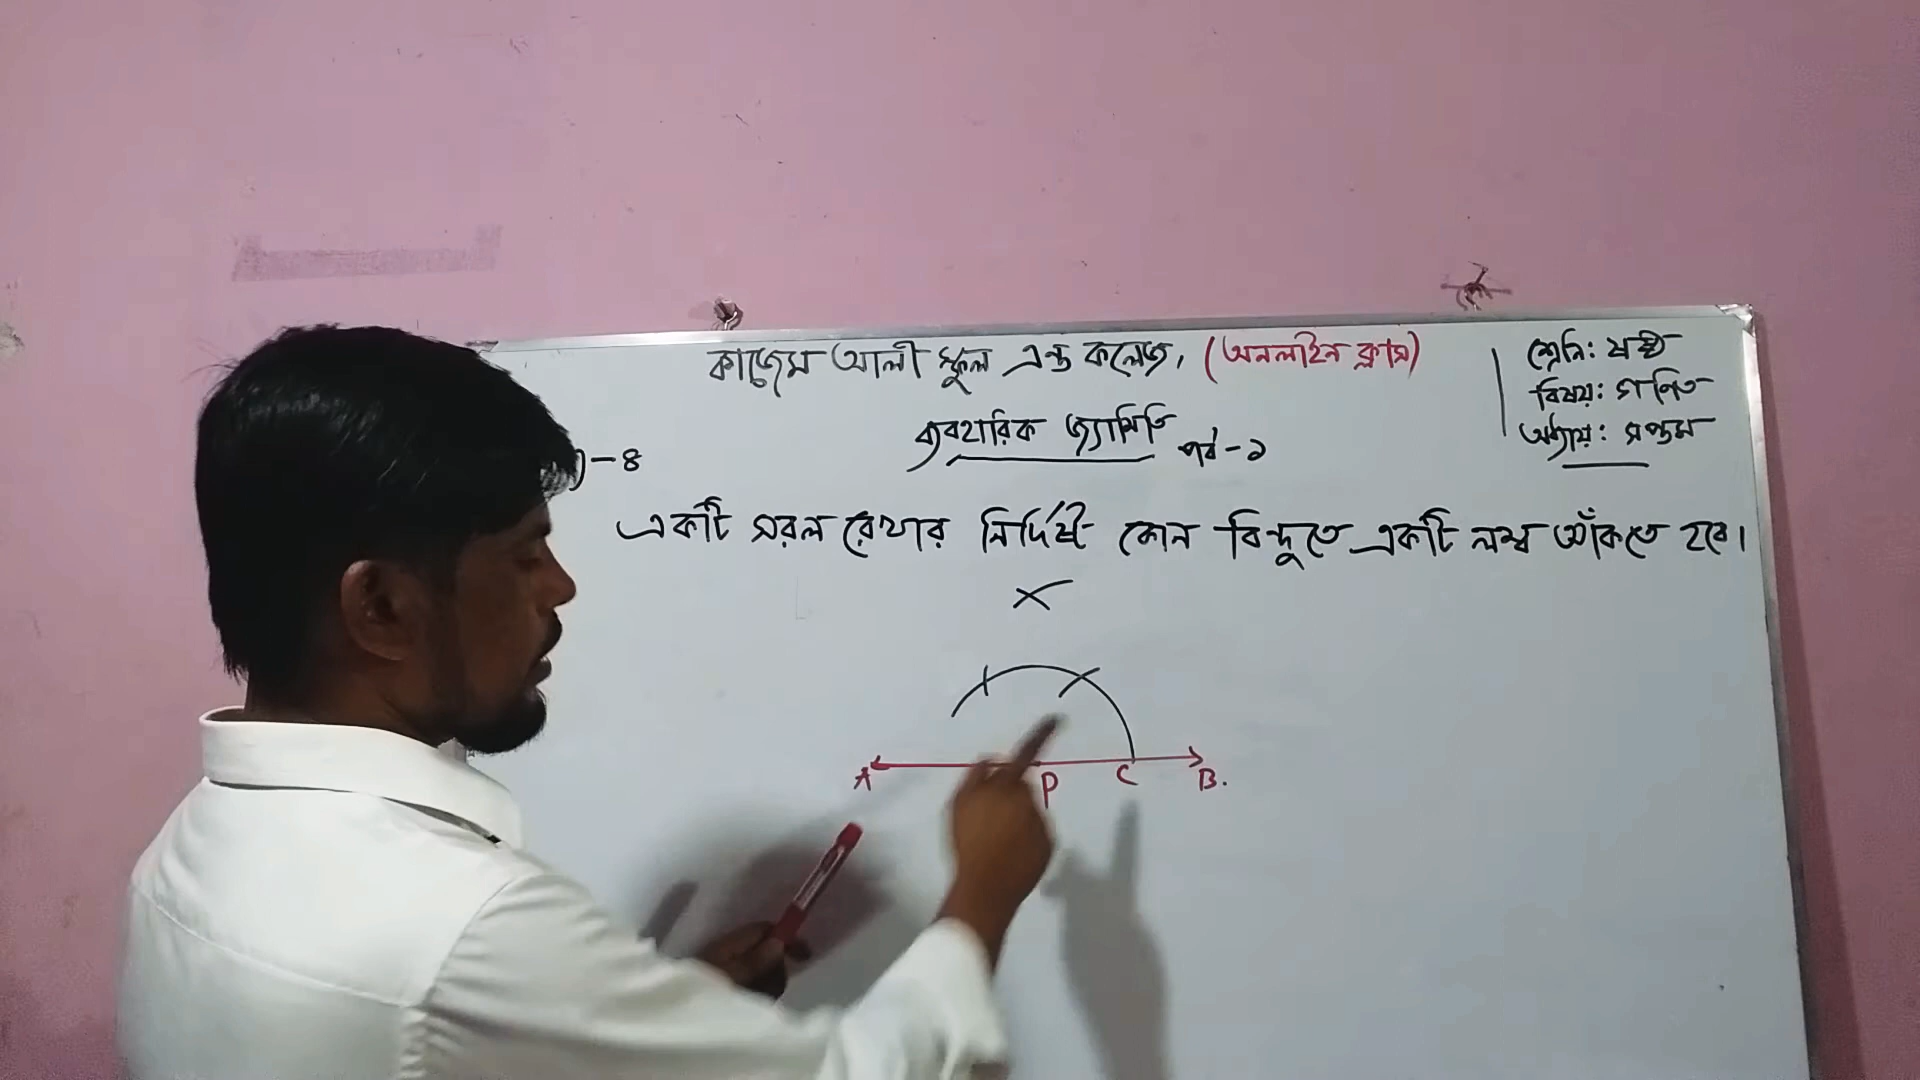 কাজেম আলী স্কুল এন্ড কলেজ, (অনলাইন ক্লাস)
শ্রেনি: ষষ্ঠ
বিষয়: গণিত
অধ্যায়: সপ্তম
ব্যবহারিক জ্যামিতি পর্ব-১
-৪
একটি সরল রেখার নির্দিষ্ট কোন বিন্দুতে একটি লম্ব আঁকতে হবে।
A P C B.